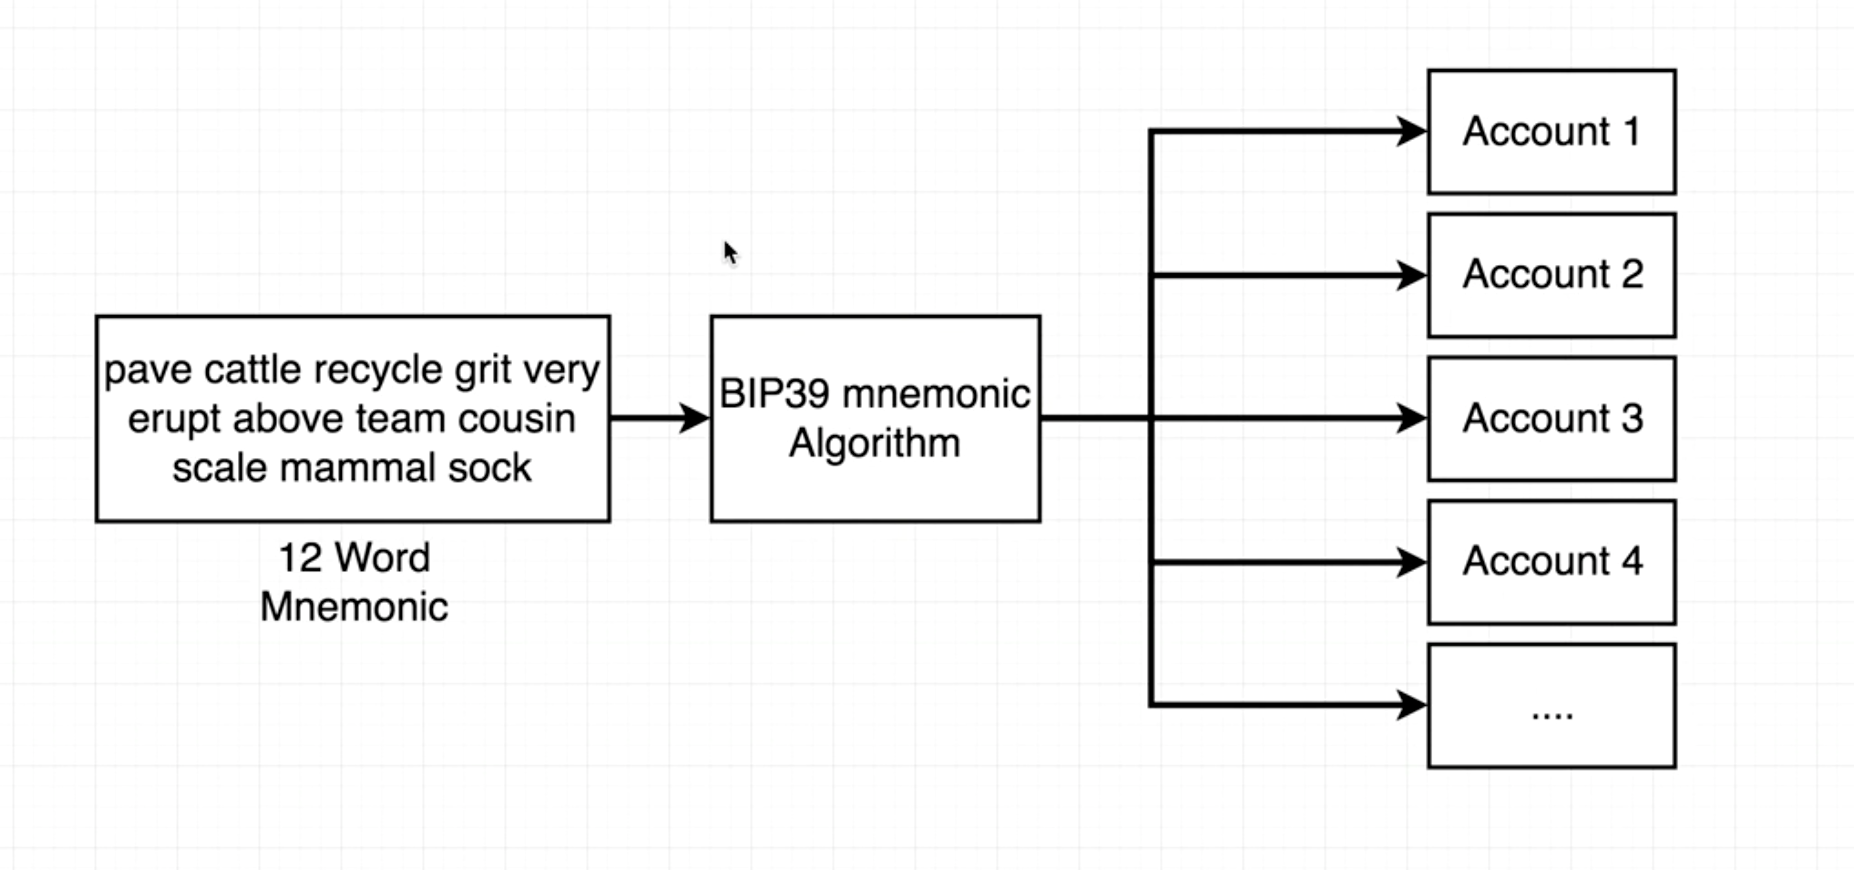 pave cattle recycle grit very
erupt above team cousin
scale mammal sock
12 Word
Mnemonic
BIP39 mnemonic
Algorithm
Account 1
Account 2
Account 3
Account 4
....